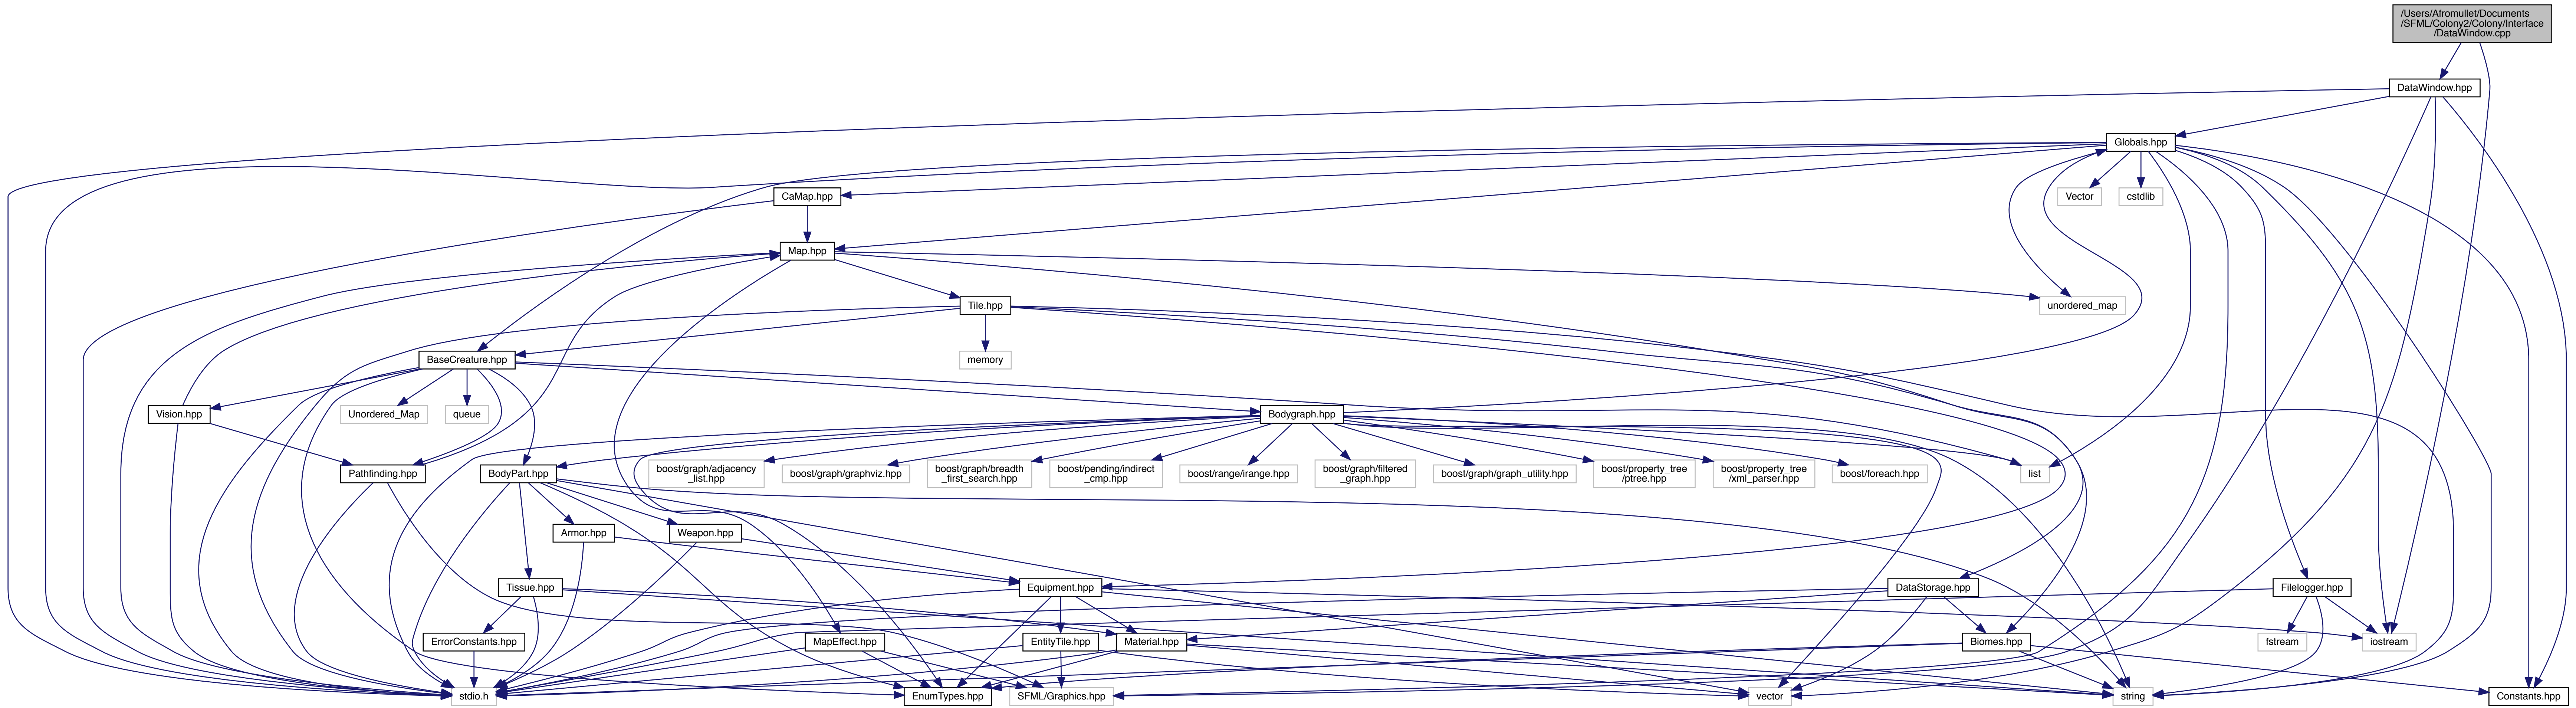 /Users/Afromullet/Documents
/SFML/Colony2/Colony/Interface
/DataWindow.cpp
DataWindow.hpp
Globals.hpp
CaMap.hpp
Vector
cstdlib
Map.hpp
Tile.hpp
unordered_map
BaseCreature.hpp
memory
Vision.hpp
Unordered_Map
queue
Bodygraph.hpp
Pathfinding.hpp
BodyPart.hpp
boost/graph/adjacency
_list.hpp
boost/graph/graphviz.hpp
boost/graph/breadth
_first_search.hpp
boost/pending/indirect
_cmp.hpp
boost/range/irange.hpp
boost/graph/filtered
_graph.hpp
boost/graph/graph_utility.hpp
boost/property_tree
/ptree.hpp
boost/property_tree
/xml_parser.hpp
boost/foreach.hpp
list
Armor.hpp
Weapon.hpp
Tissue.hpp
Equipment.hpp
DataStorage.hpp
Filelogger.hpp
ErrorConstants.hpp
MapEffect.hpp
EntityTile.hpp
Material.hpp
Biomes.hpp
fstream
iostream
stdio.h
EnumTypes.hpp
SFML/Graphics.hpp
vector
string
Constants.hpp